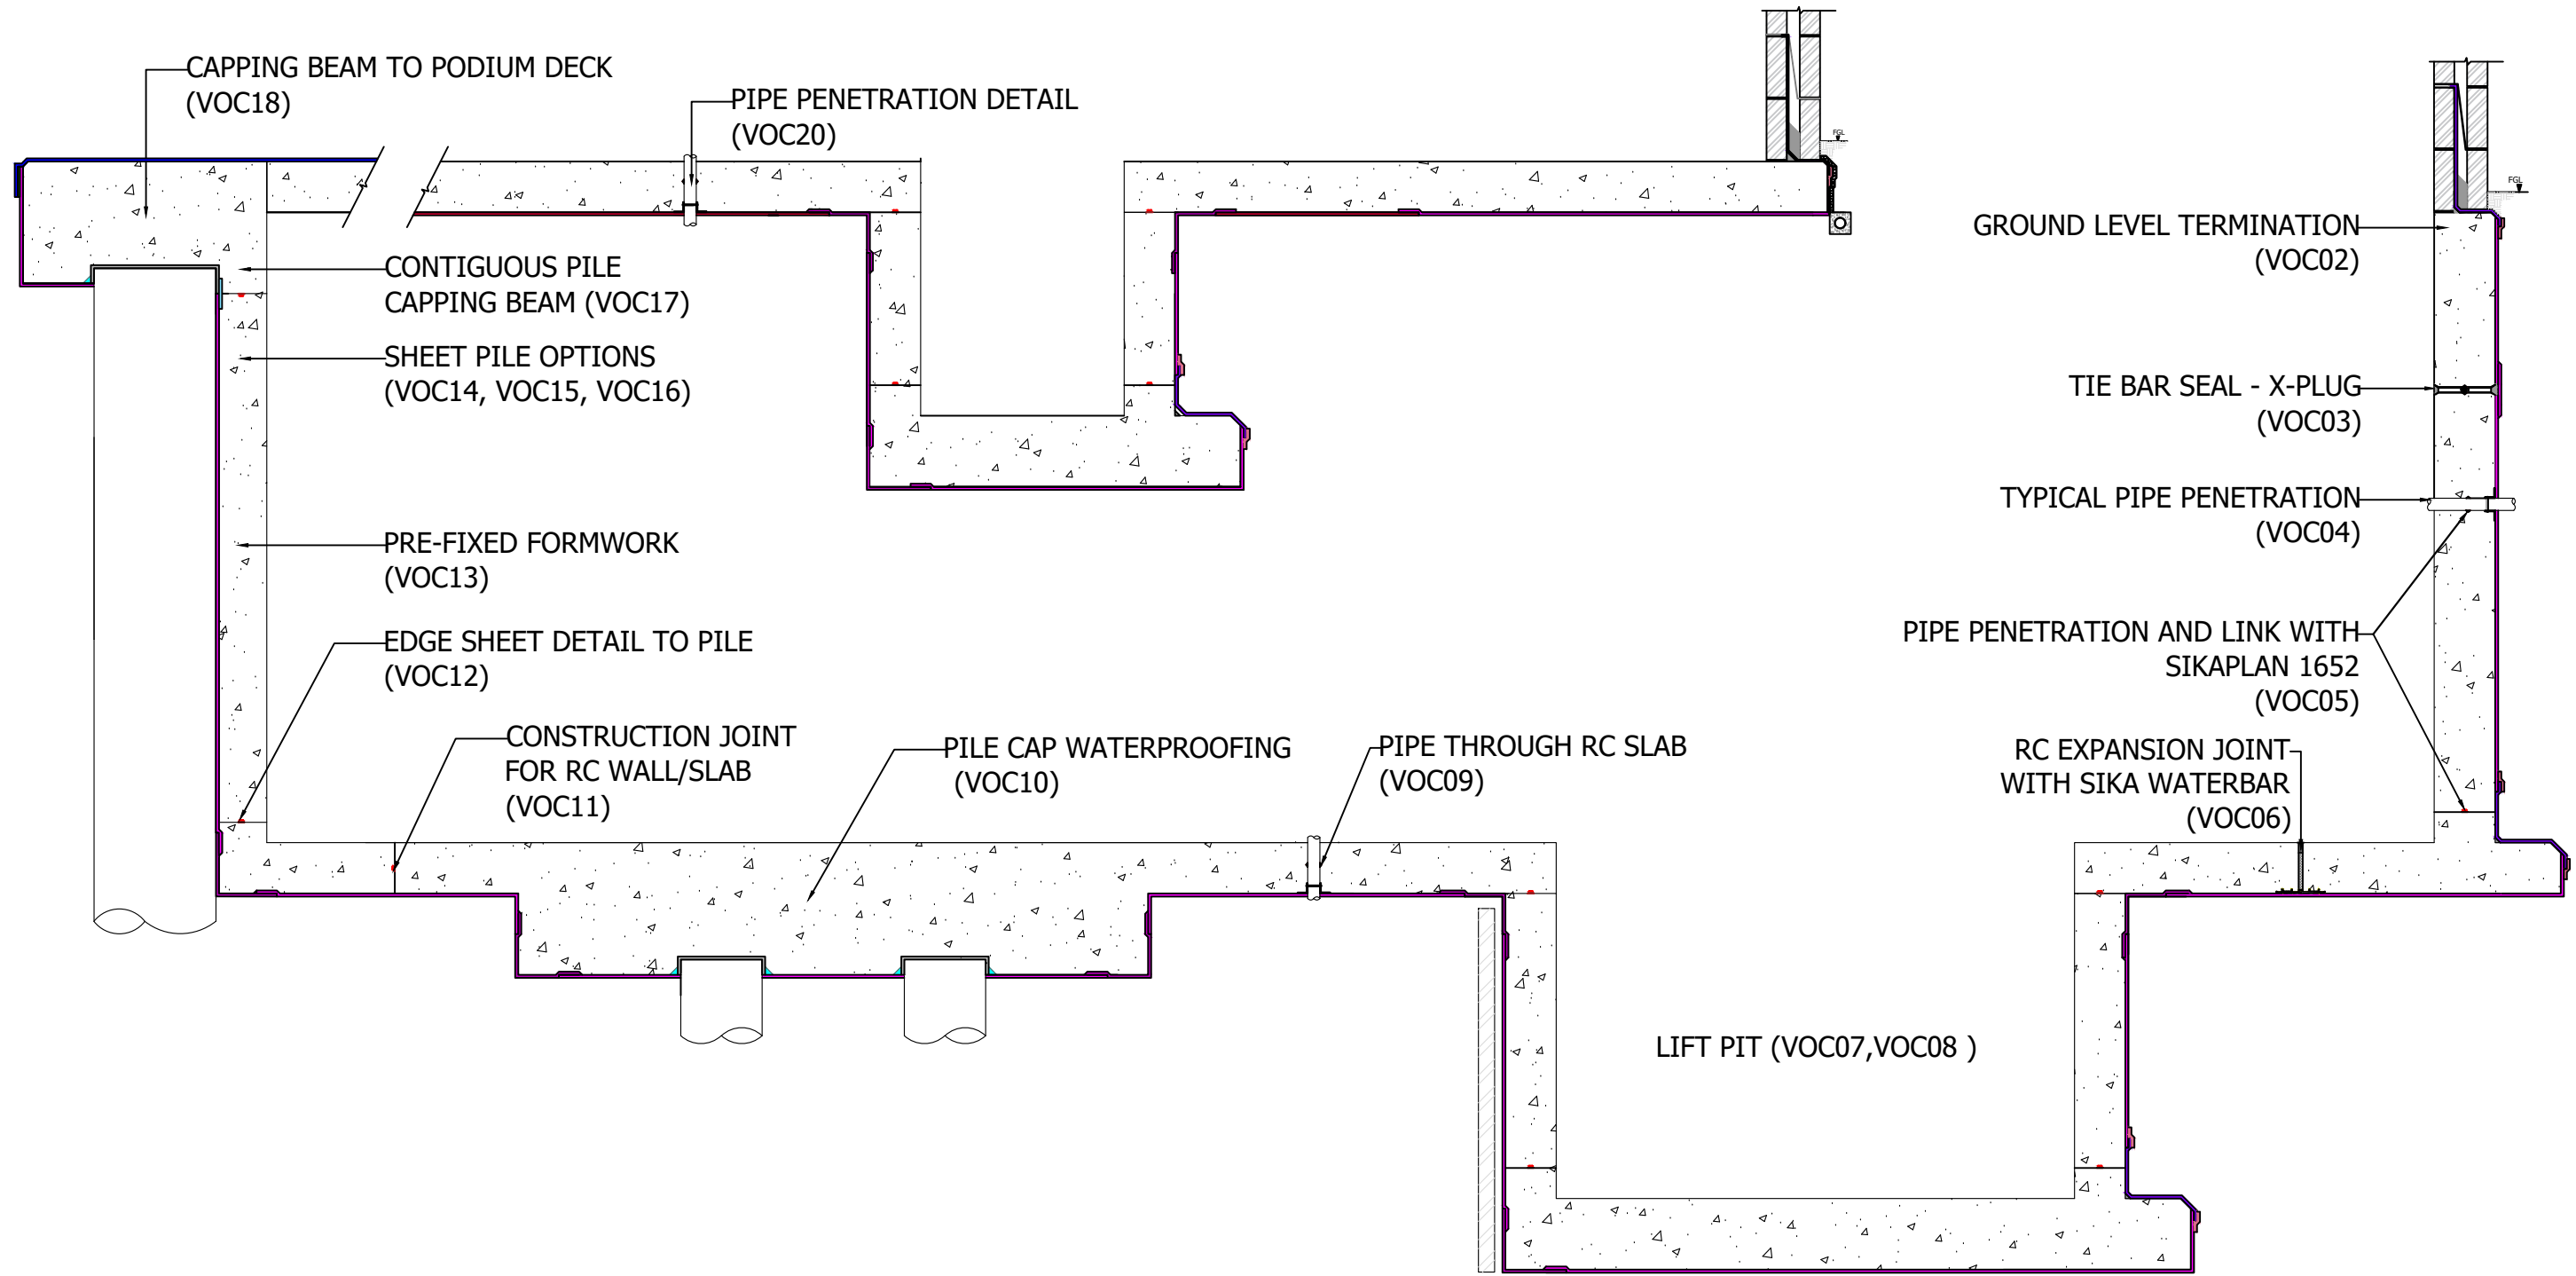 CAPPING BEAM TO PODIUM DECK
(VOC18)
PIPE PENETRATION DETAIL
(VOC20)
FGL
FGL
GROUND LEVEL TERMINATION
(VOC02)
CONTIGUOUS PILE
CAPPING BEAM (VOC17)
SHEET PILE OPTIONS
(VOC14, VOC15, VOC16)
TIE BAR SEAL - X-PLUG
(VOC03)
TYPICAL PIPE PENETRATION
(VOC04)
PRE-FIXED FORMWORK
(VOC13)
EDGE SHEET DETAIL TO PILE
(VOC12)
PIPE PENETRATION AND LINK WITH
SIKAPLAN 1652
(VOC05)
CONSTRUCTION JOINT
FOR RC WALL/SLAB
(VOC11)
PILE CAP WATERPROOFING
(VOC10)
PIPE THROUGH RC SLAB
(VOC09)
RC EXPANSION JOINT
WITH SIKA WATERBAR
(VOC06)
LIFT PIT (VOC07,VOC08 )